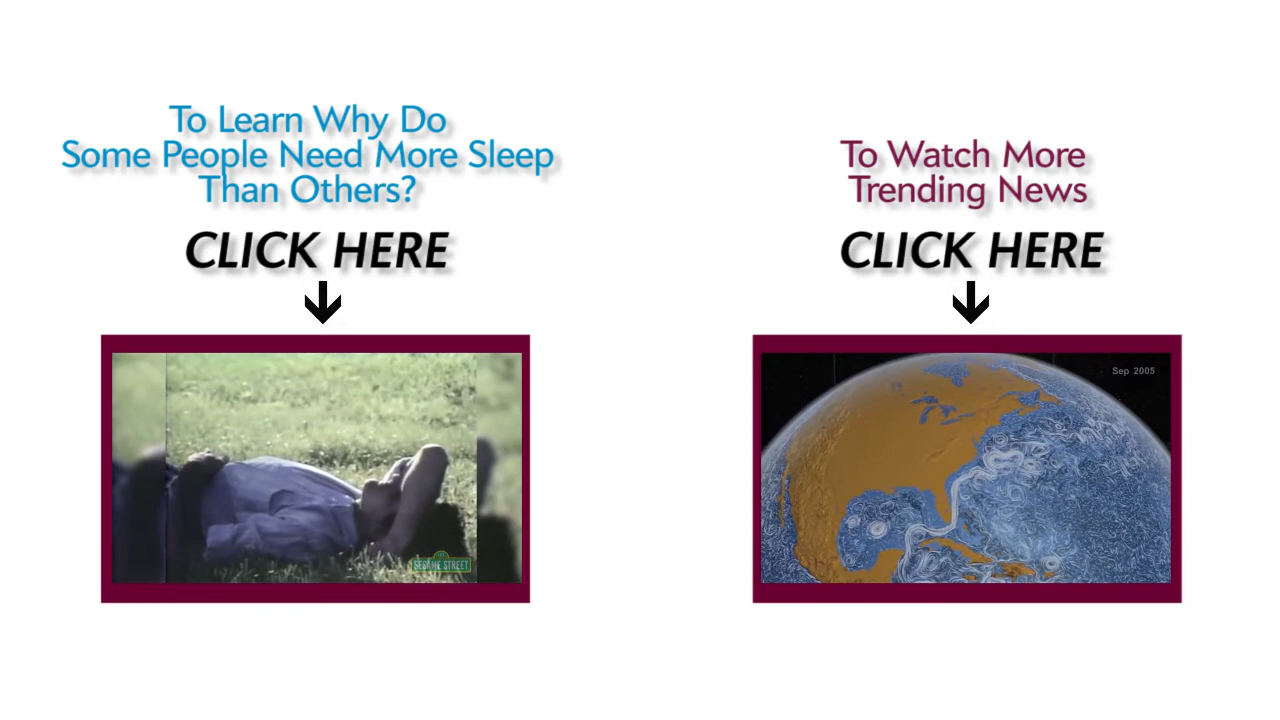 To Learn Why Do
Some People Need More Sleep
Than Others?
CLICK HERE
To Watch More
Trending News
CLICK HERE
Sep 2005
SESAME STREET